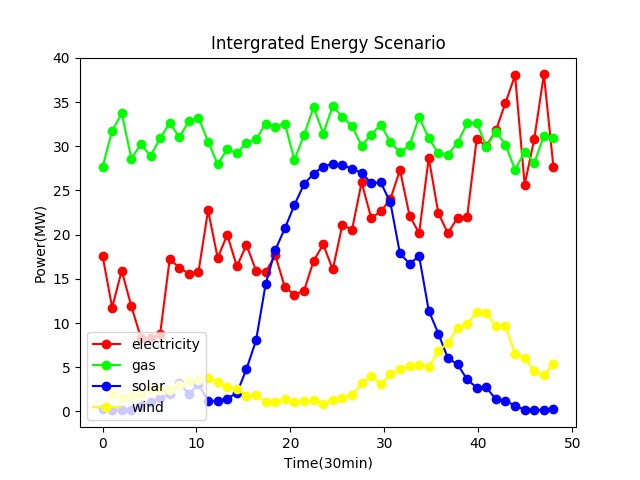 Intergrated Energy Scenario
40
35
30
25
20
15
10
5
0
Power(MW)
electricity
gas
solar
wind
0 10 20 30 40 50
Time(30min)